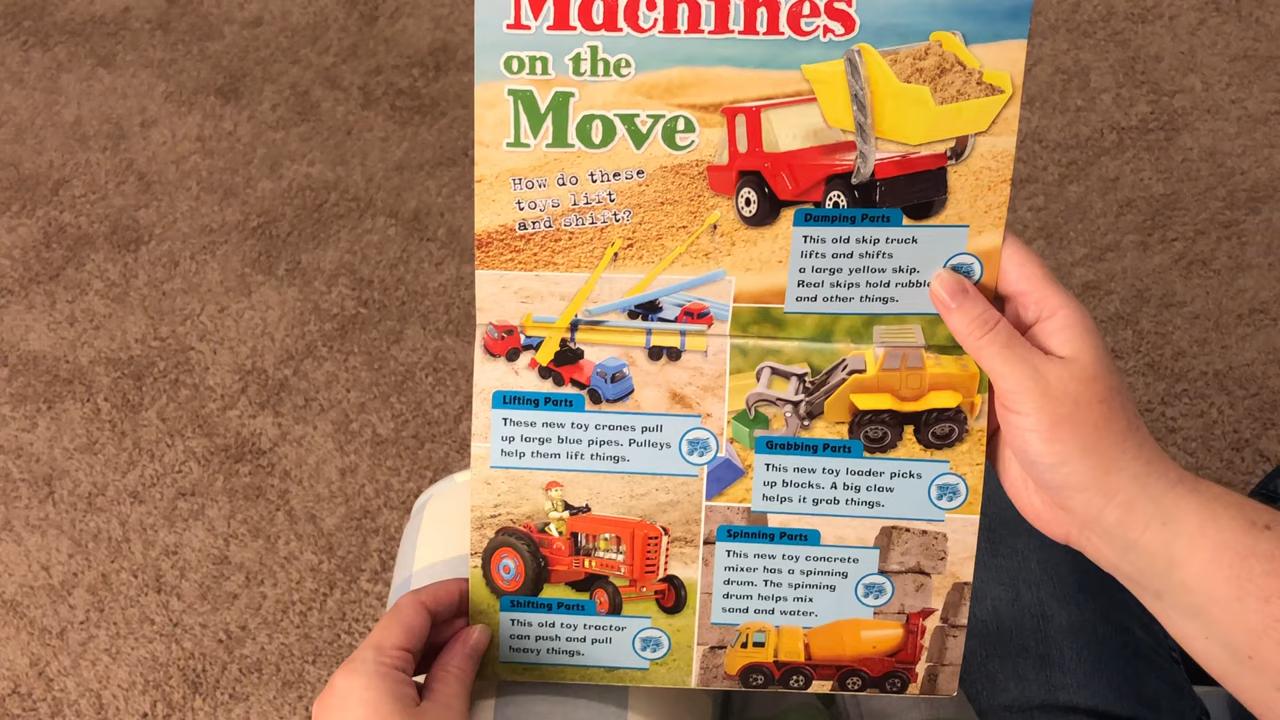 Machines
on the
Move
How do these
toys lift
and shift?
Dumping Parts
This old skip truck
lifts and shifts
a large yellow skip.
Real skips hold rubble
and other things.
Lifting Parts
These new toy cranes pull
up large blue pipes. Pulleys
help them lift things.
Grabbing Parts
This new toy loader picks
up blocks. A big claw
helps it grab things.
Shifting Parts
This old toy tractor
can push and pull
heavy things.
Spinning Parts
This new toy concrete
mixer has a spinning
drum. The spinning
drum helps mix
sand and water.